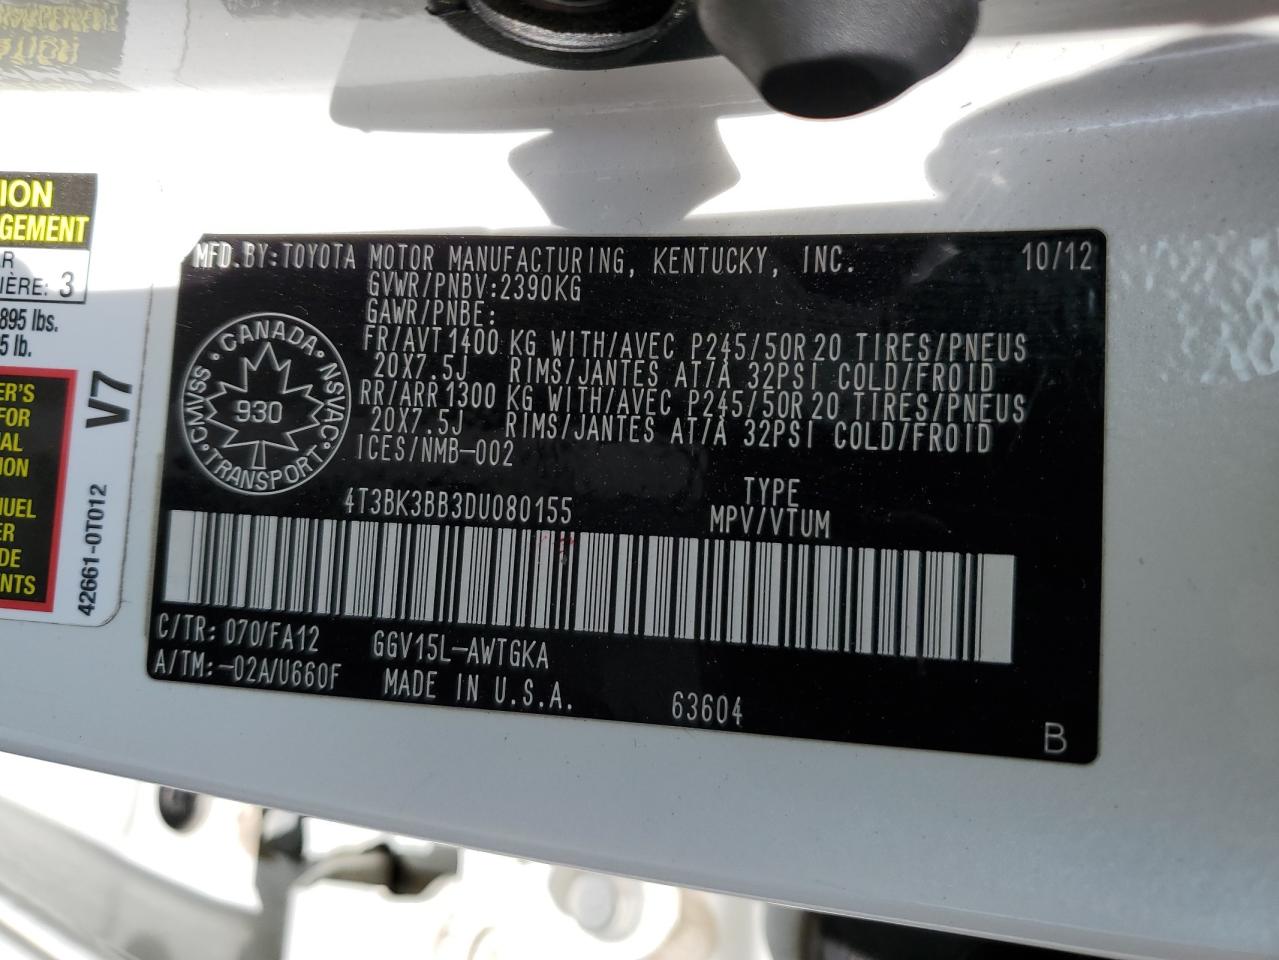 ION
GEMENT
R
IÈRE: 3
895 lbs.
5 lb.
ER'S
FOR
AL
ION
NUEL
ER
DE
NTS
V7
42661-0T012
MFD.BY:TOYOTA MOTOR MANUFACTURING, KENTUCKY, INC. 10/12
GVWR/PNBV:2390KG
GAWR/PNBE:
FR/AVT 1400 KG WITH/AVEC P245/50R20 TIRES/PNEUS
20X7.5J RIMS/JANTES AT/À 32PSI COLD/FROID
RR/ARR 1300 KG WITH/AVEC P245/50R20 TIRES/PNEUS
20X7.5J RIMS/JANTES AT/À 32PSI COLD/FROID
ICES/NMB-002
CMVSS · CANADA · NSVAC · TRANSPORT ·
930
4T3BK3BB3DU080155
TYPE
MPV/VTUM
C/TR: 070/FA12 GGV15L-AWTGKA
A/TM:-02A/U660F MADE IN U.S.A. 63604
B